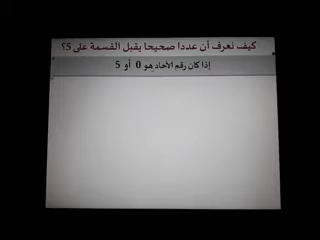 كيف نعرف أن عددا صحيحا يقبل القسمة على 5؟
إذا كان رقم الآحاد هو 0 أو 5